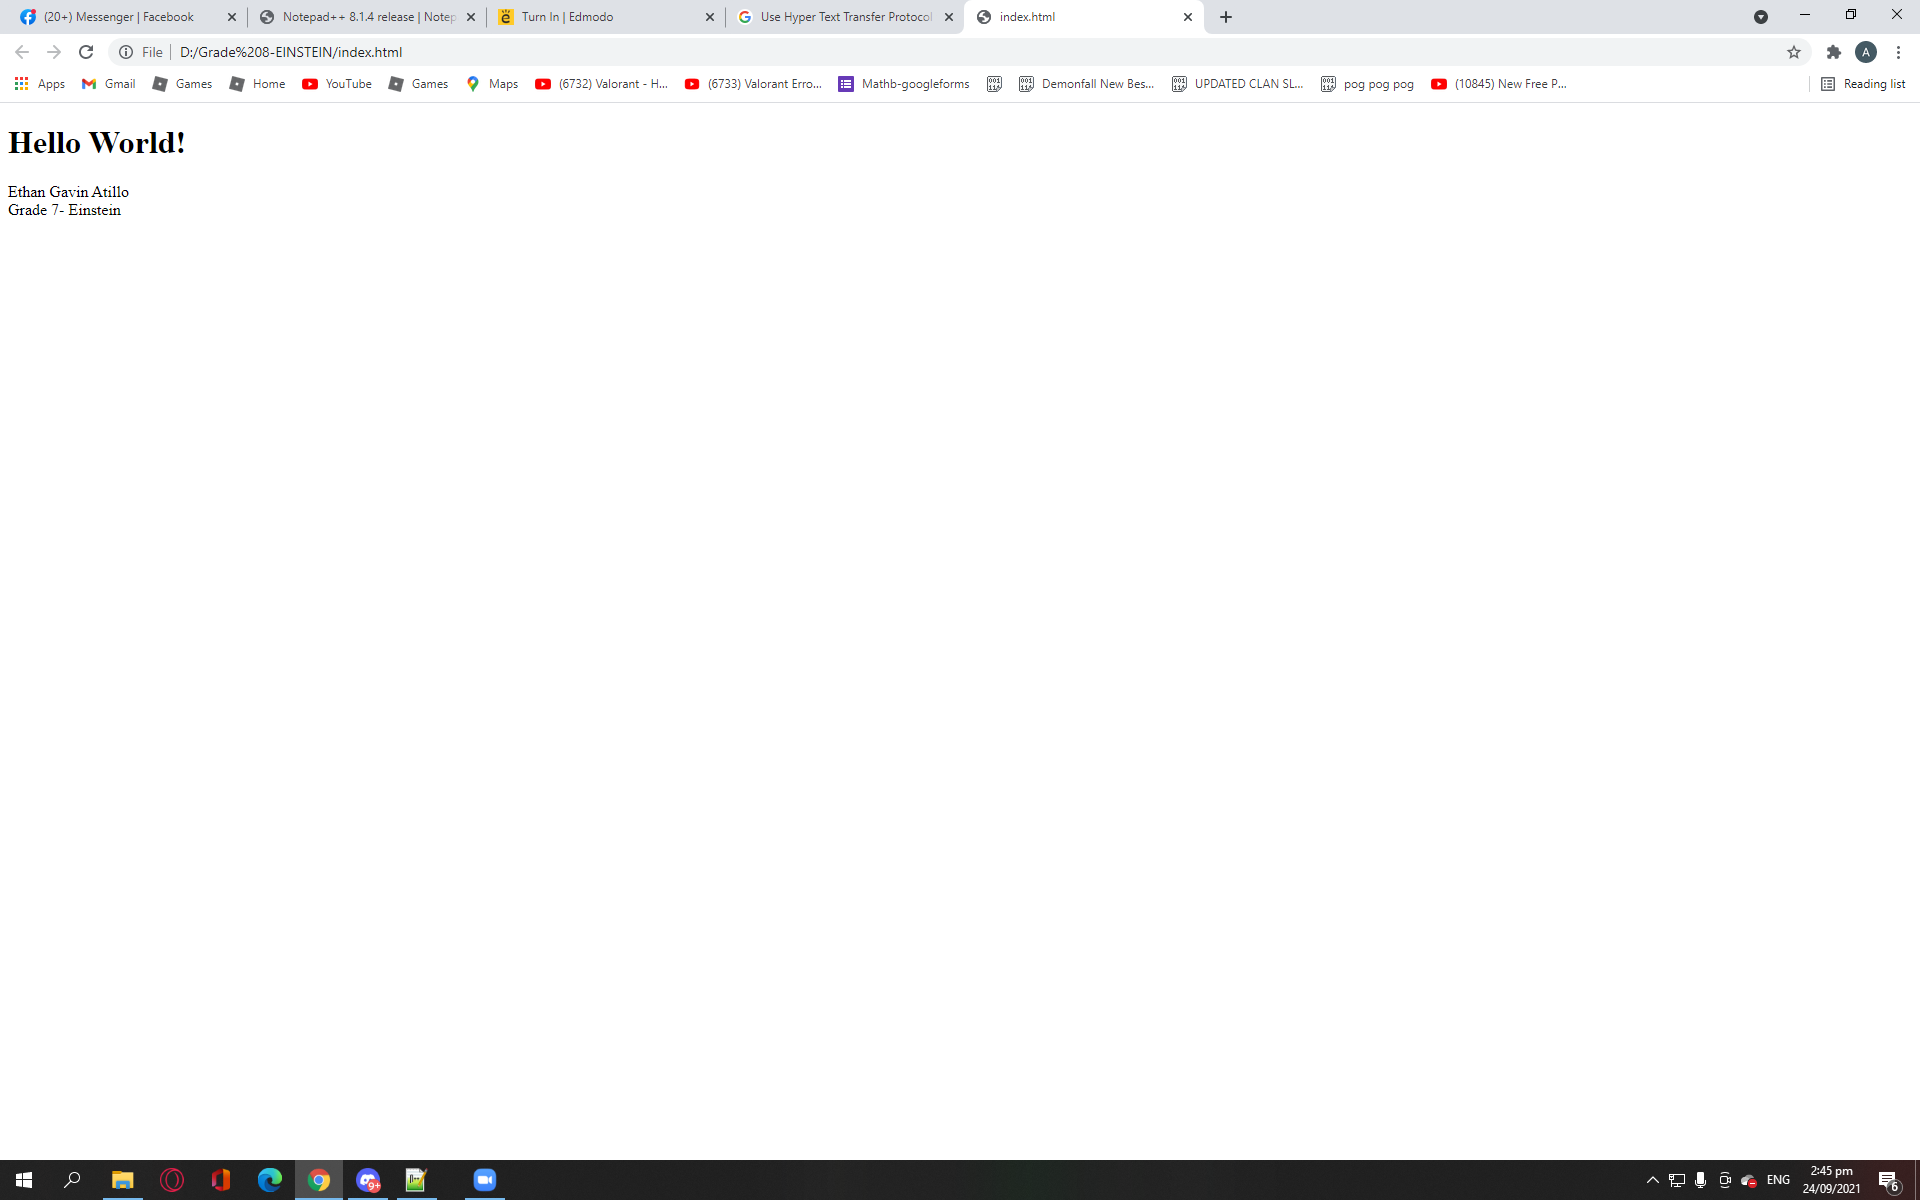 (20+) Messenger | Facebook
Notepad++ 8.1.4 release | Notep
Turn In | Edmodo
Use Hyper Text Transfer Protocol
index.html
File
D:/Grade%208-EINSTEIN/index.html
A
Apps
Gmail
Games
Home
YouTube
Games
Maps
(6732) Valorant - H...
(6733) Valorant Erro...
Mathb-googleforms
Demonfall New Bes...
UPDATED CLAN SL...
pog pog pog
(10845) New Free P...
Reading list
Hello World!
Ethan Gavin Atillo
Grade 7- Einstein
9+
ENG
2:45 pm
24/09/2021
6